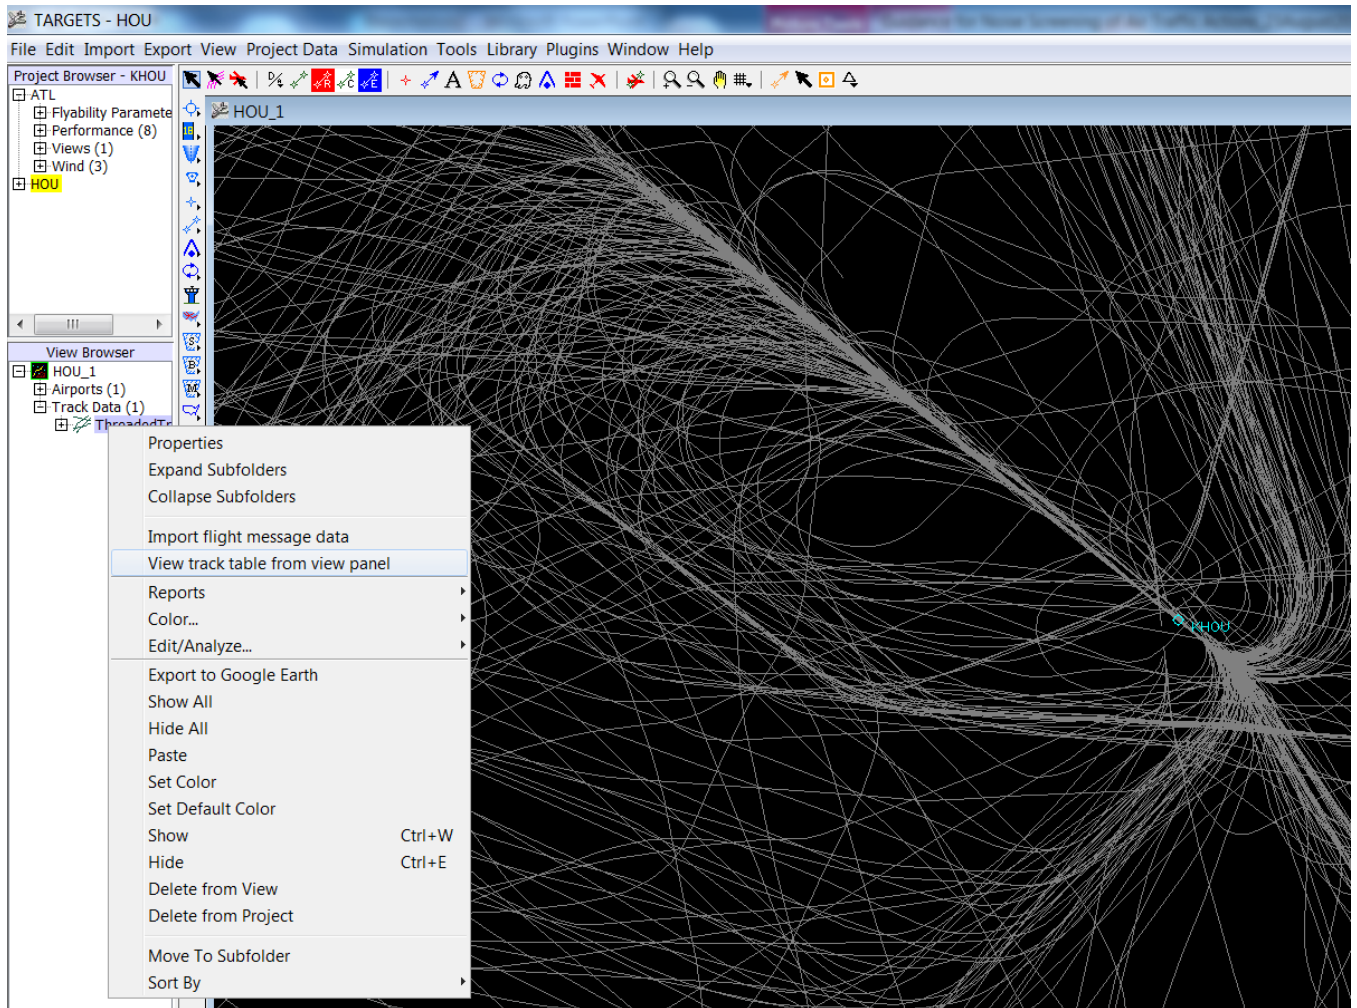 TARGETS - HOU
File Edit Import Export View Project Data Simulation Tools Library Plugins Window Help
Project Browser - KHOU
ATL
Flyability Paramete
Performance (8)
Views (1)
Wind (3)
HOU
View Browser
HOU_1
Airports (1)
Track Data (1)
ThreadedTr
HOU_1
KHOU
Properties
Expand Subfolders
Collapse Subfolders
Import flight message data
View track table from view panel
Reports
Color...
Edit/Analyze...
Export to Google Earth
Show All
Hide All
Paste
Set Color
Set Default Color
Show Ctrl+W
Hide Ctrl+E
Delete from View
Delete from Project
Move To Subfolder
Sort By